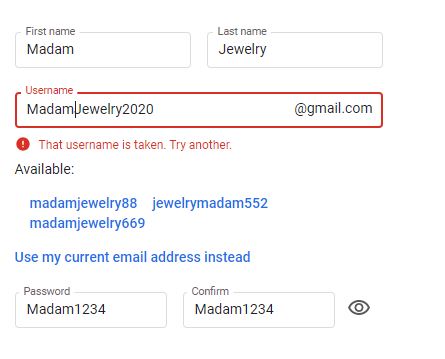 First name Last name
Madam Jewelry
Username
MadamJewelry2020 @gmail.com
That username is taken. Try another.
Available:
madamjewelry88 jewelrymadam552
madamjewelry669
Use my current email address instead
Password Confirm
Madam1234 Madam1234